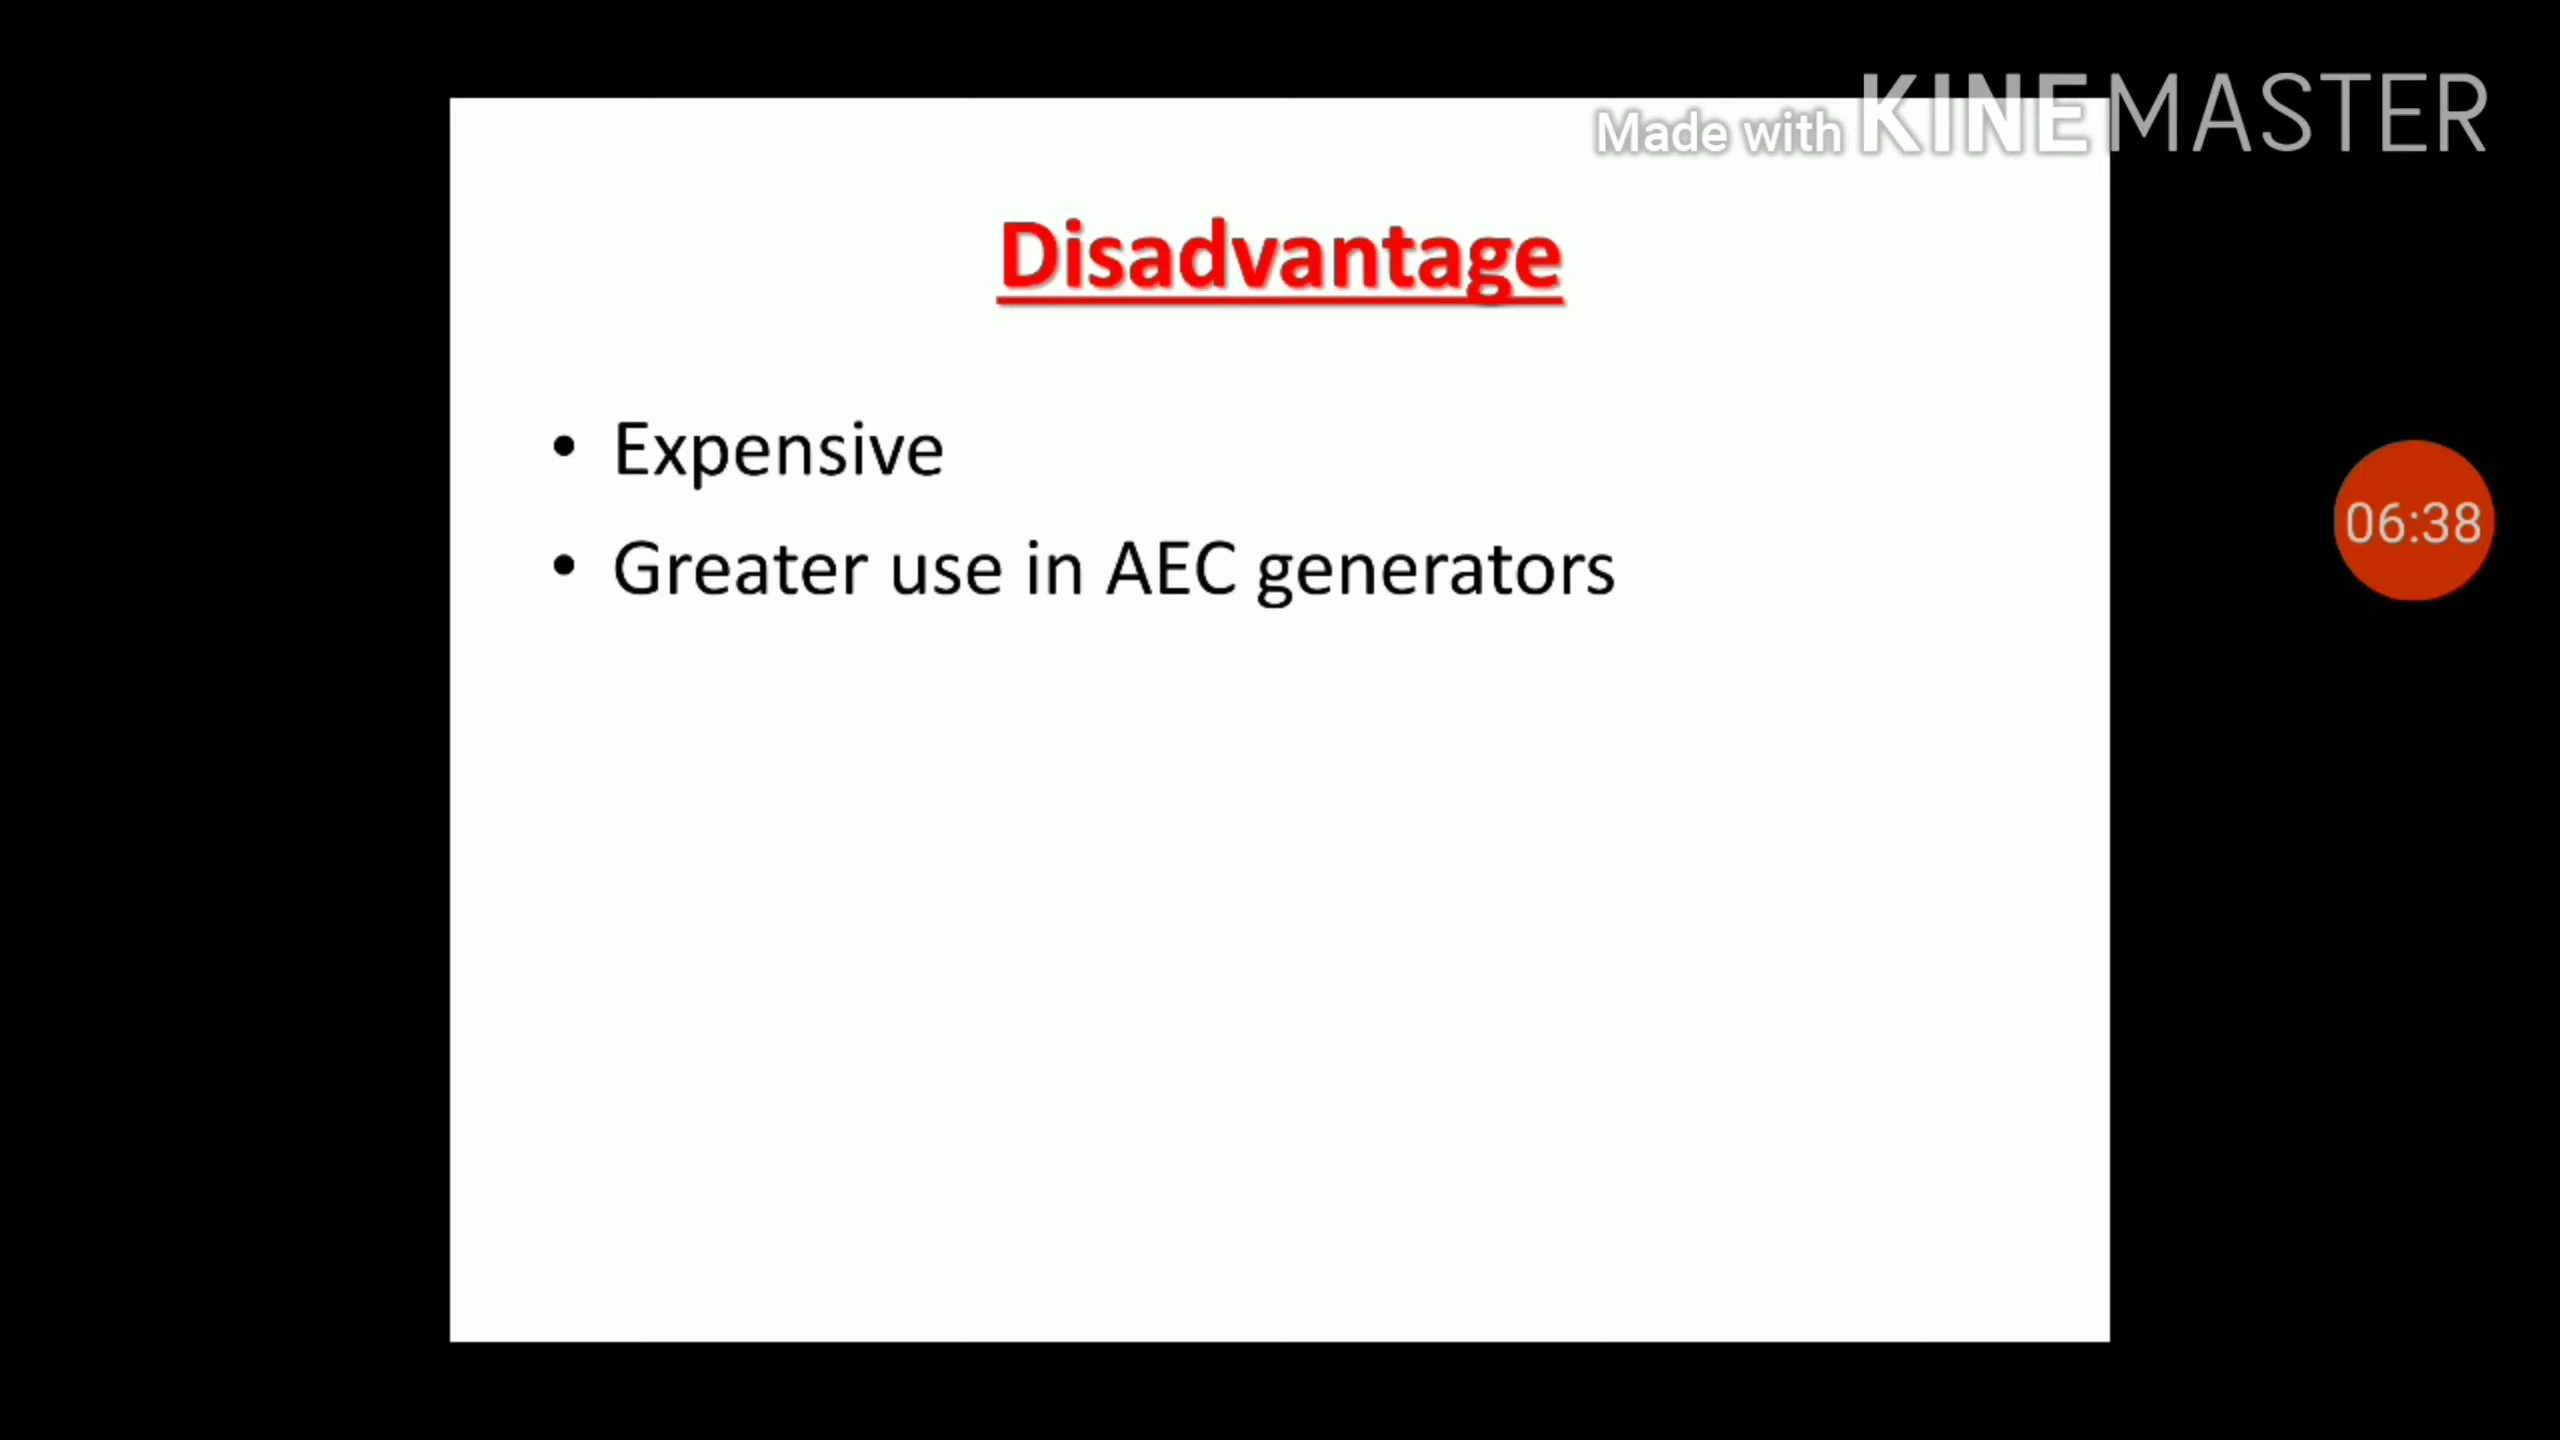 Made with KINEMASTER
Disadvantage
• Expensive
• Greater use in AEC generators
06:38